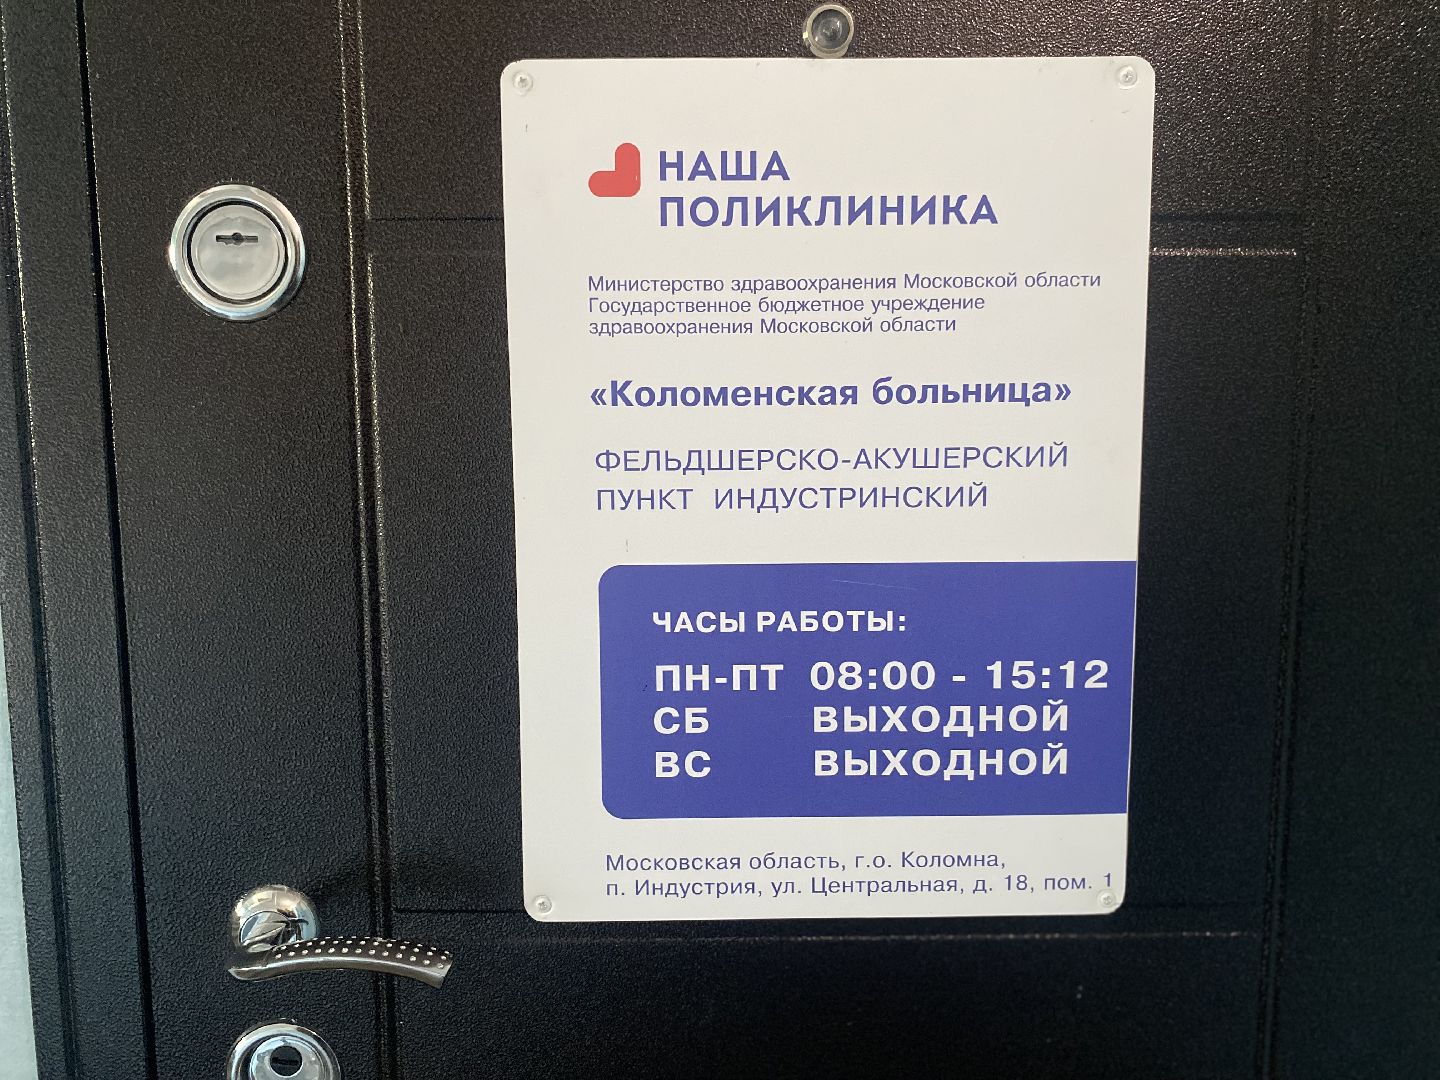 НАША
ПОЛИКЛИНИКА
Министерство здравоохранения Московской области
Государственное бюджетное учреждение
здравоохранения Московской области
«Коломенская больница»
ФЕЛЬДШЕРСКО-АКУШЕРСКИЙ
ПУНКТ ИНДУСТРИНСКИЙ
ЧАСЫ РАБОТЫ:
ПН-ПТ 08:00 - 15:12
СБ ВЫХОДНОЙ
ВС ВЫХОДНОЙ
Московская область, г.о. Коломна,
п. Индустрия, ул. Центральная, д. 18, пом. 1